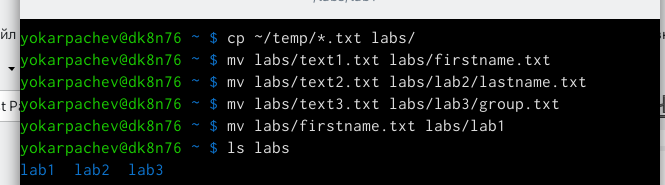 йл
yokarpachev@dk8n76 ~ $ cp ~/temp/*.txt labs/
yokarpachev@dk8n76 ~ $ mv labs/text1.txt labs/firstname.txt
yokarpachev@dk8n76 ~ $ mv labs/text2.txt labs/lab2/lastname.txt
yokarpachev@dk8n76 ~ $ mv labs/text3.txt labs/lab3/group.txt
t Pa
yokarpachev@dk8n76 ~ $ mv labs/firstname.txt labs/lab1
yokarpachev@dk8n76 ~ $ ls labs
lab1 lab2 lab3